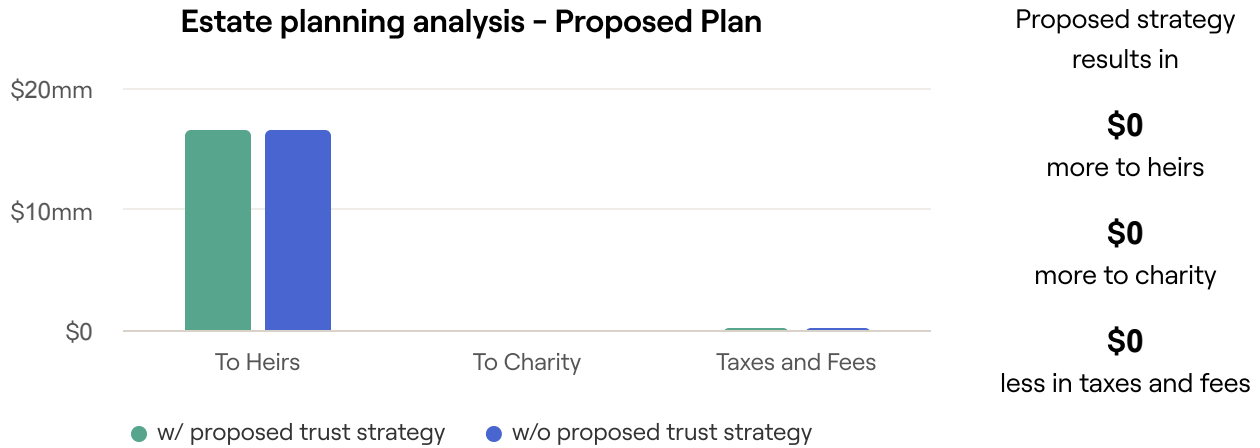 Estate planning analysis - Proposed Plan
$20mm
$10mm
$0
To Heirs
To Charity
Taxes and Fees
w/ proposed trust strategy
w/o proposed trust strategy
Proposed strategy
results in
$0
more to heirs
$0
more to charity
$0
less in taxes and fees